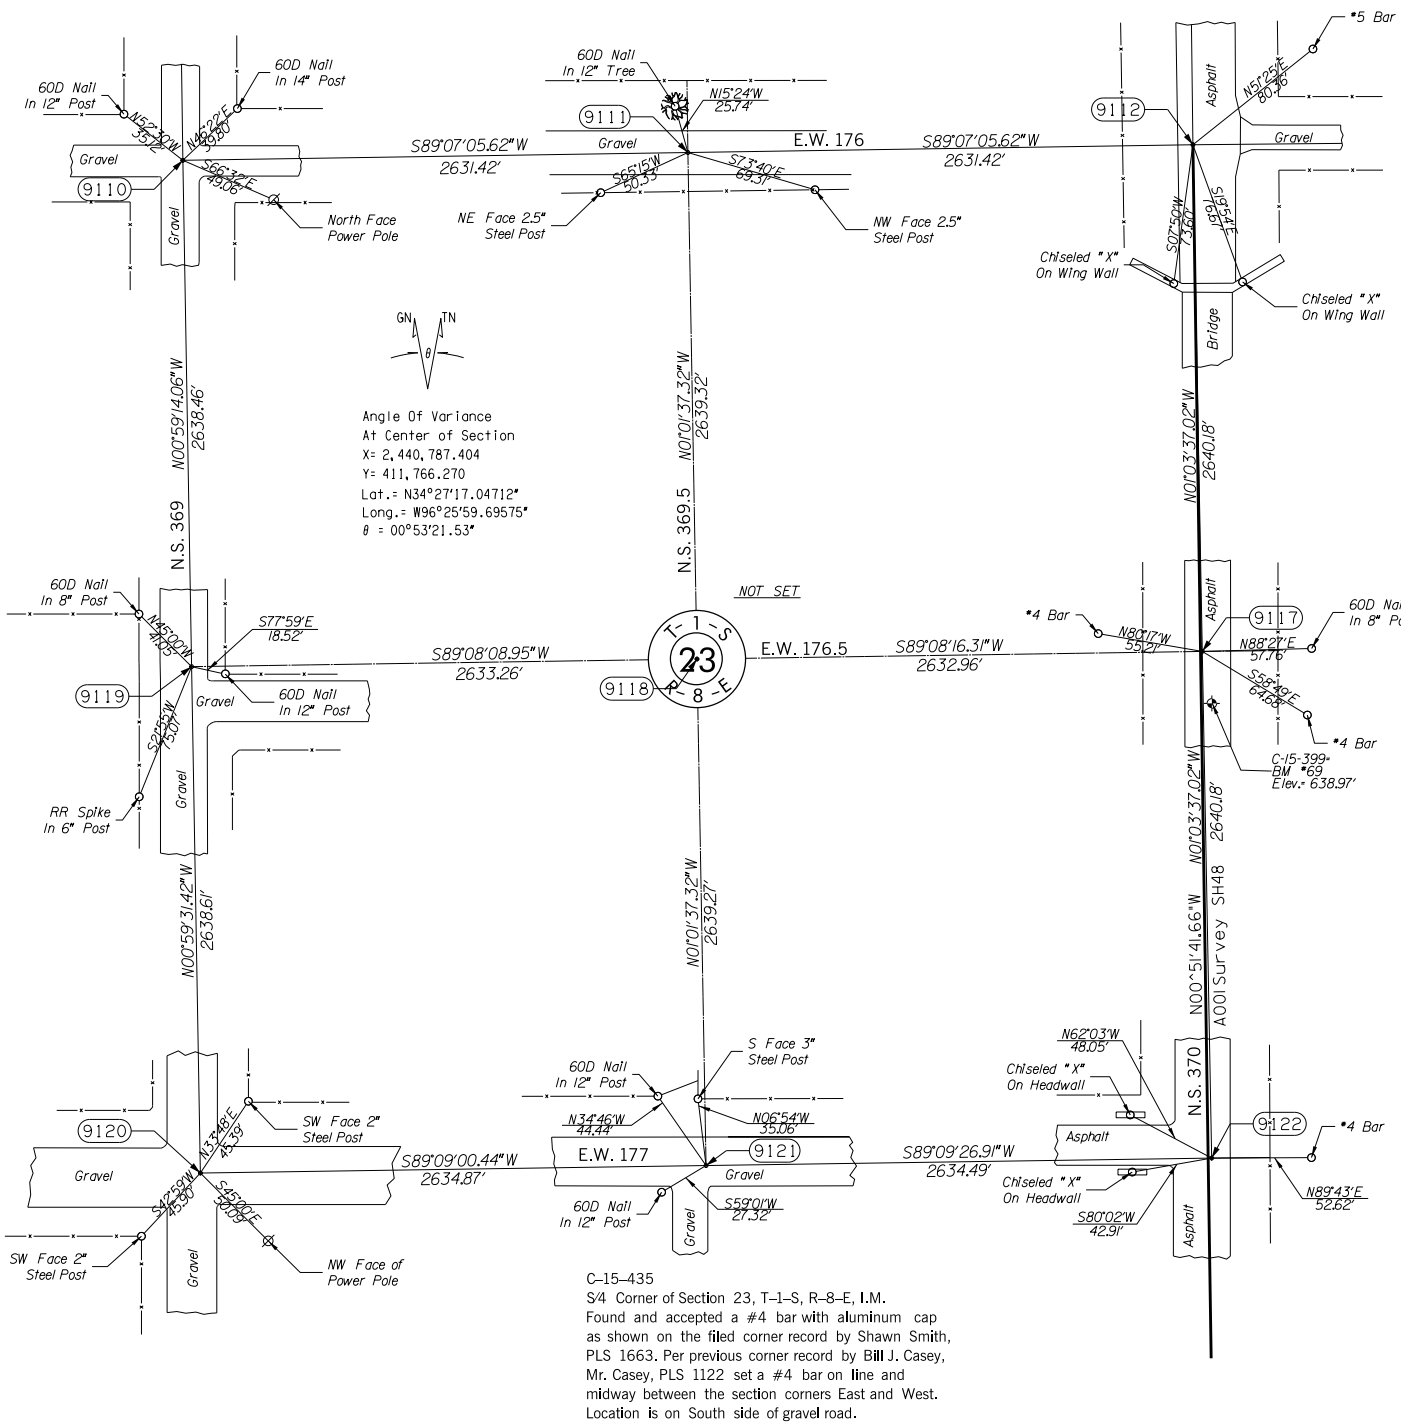 60D Nail
In 12" Post
60D Nail
In 14" Post
N52°30'W
35.12'
N46°22'E
39.80'
Gravel
9110
S66°32'E
49.06'
Gravel
North Face
Power Pole
S89°07'05.62"W
2631.42'
60D Nail
In 12" Tree
9111
N15°24'W
25.74'
Gravel
E.W. 176
S65°15'W
50.33'
S73°40'E
69.31'
NE Face 2.5"
Steel Post
NW Face 2.5"
Steel Post
S89°07'05.62"W
2631.42'
9112
Asphalt
N51°25'E
80.36'
#5 Bar
Gravel
S07°50'W
73.60'
S19°54'E
76.67'
Chiseled "X"
On Wing Wall
Chiseled "X"
On Wing Wall
Bridge
GN
TN
θ
Angle Of Variance
At Center of Section
X= 2,440,787.404
Y= 411,766.270
Lat.= N34°27'17.04712"
Long.= W96°25'59.69575"
θ = 00°53'21.53"
N00°59'14.06"W
2638.46'
N.S. 369
N01°01'37.32"W
2639.32'
N.S. 369.5
N01°03'37.02"W
2640.18'
60D Nail
In 8" Post
N45°00'W
41.05'
S77°59'E
18.52'
9119
Gravel
60D Nail
In 12" Post
S21°55'W
75.07'
Gravel
RR Spike
In 6" Post
S89°08'08.95"W
2633.26'
NOT SET
T-1-S
23
R-8-E
9118
E.W. 176.5
S89°08'16.31"W
2632.96'
#4 Bar
N80°17'W
55.21'
Asphalt
9117
N88°27'E
57.76'
60D Nai
In 8" Po
S58°49'E
64.68'
#4 Bar
C-15-399=
BM #69
Elev.= 638.97'
N00°59'31.42"W
2638.61'
N01°01'37.32"W
2639.27'
N01°03'37.02"W
2640.18'
N00^51'41.66"W
A001Survey SH48
N.S. 370
9120
N33°48'E
45.39'
SW Face 2"
Steel Post
Gravel
S42°59'W
45.90'
S45°00'E
50.09'
SW Face 2"
Steel Post
Gravel
NW Face of
Power Pole
S89°09'00.44"W
2634.87'
60D Nail
In 12" Post
S Face 3"
Steel Post
N34°46'W
44.44'
N06°54'W
35.06'
E.W. 177
9121
Gravel
60D Nail
In 12" Post
S59°01'W
27.32'
Gravel
S89°09'26.91"W
2634.49'
N62°03'W
48.05'
Chiseled "X"
On Headwall
Asphalt
9122
#4 Bar
Chiseled "X"
On Headwall
S80°02'W
42.91'
Asphalt
N89°43'E
52.62'
C-15-435
S/4 Corner of Section 23, T-1-S, R-8-E, I.M.
Found and accepted a #4 bar with aluminum cap
as shown on the filed corner record by Shawn Smith,
PLS 1663. Per previous corner record by Bill J. Casey,
Mr. Casey, PLS 1122 set a #4 bar on line and
midway between the section corners East and West.
Location is on South side of gravel road.